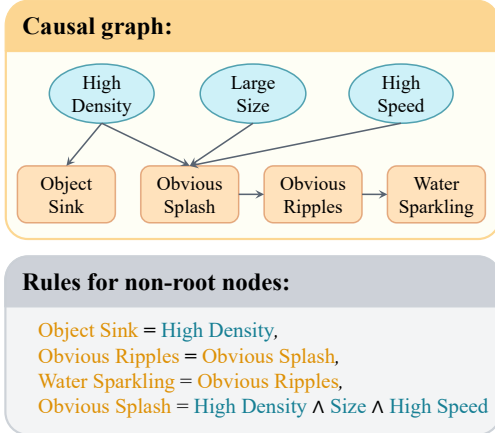 Causal graph:
High Density
Large Size
High Speed
Object Sink
Obvious Splash
Obvious Ripples
Water Sparkling
Rules for non-root nodes:
Object Sink = High Density,
Obvious Ripples = Obvious Splash,
Water Sparkling = Obvious Ripples,
Obvious Splash = High Density ∧ Size ∧ High Speed